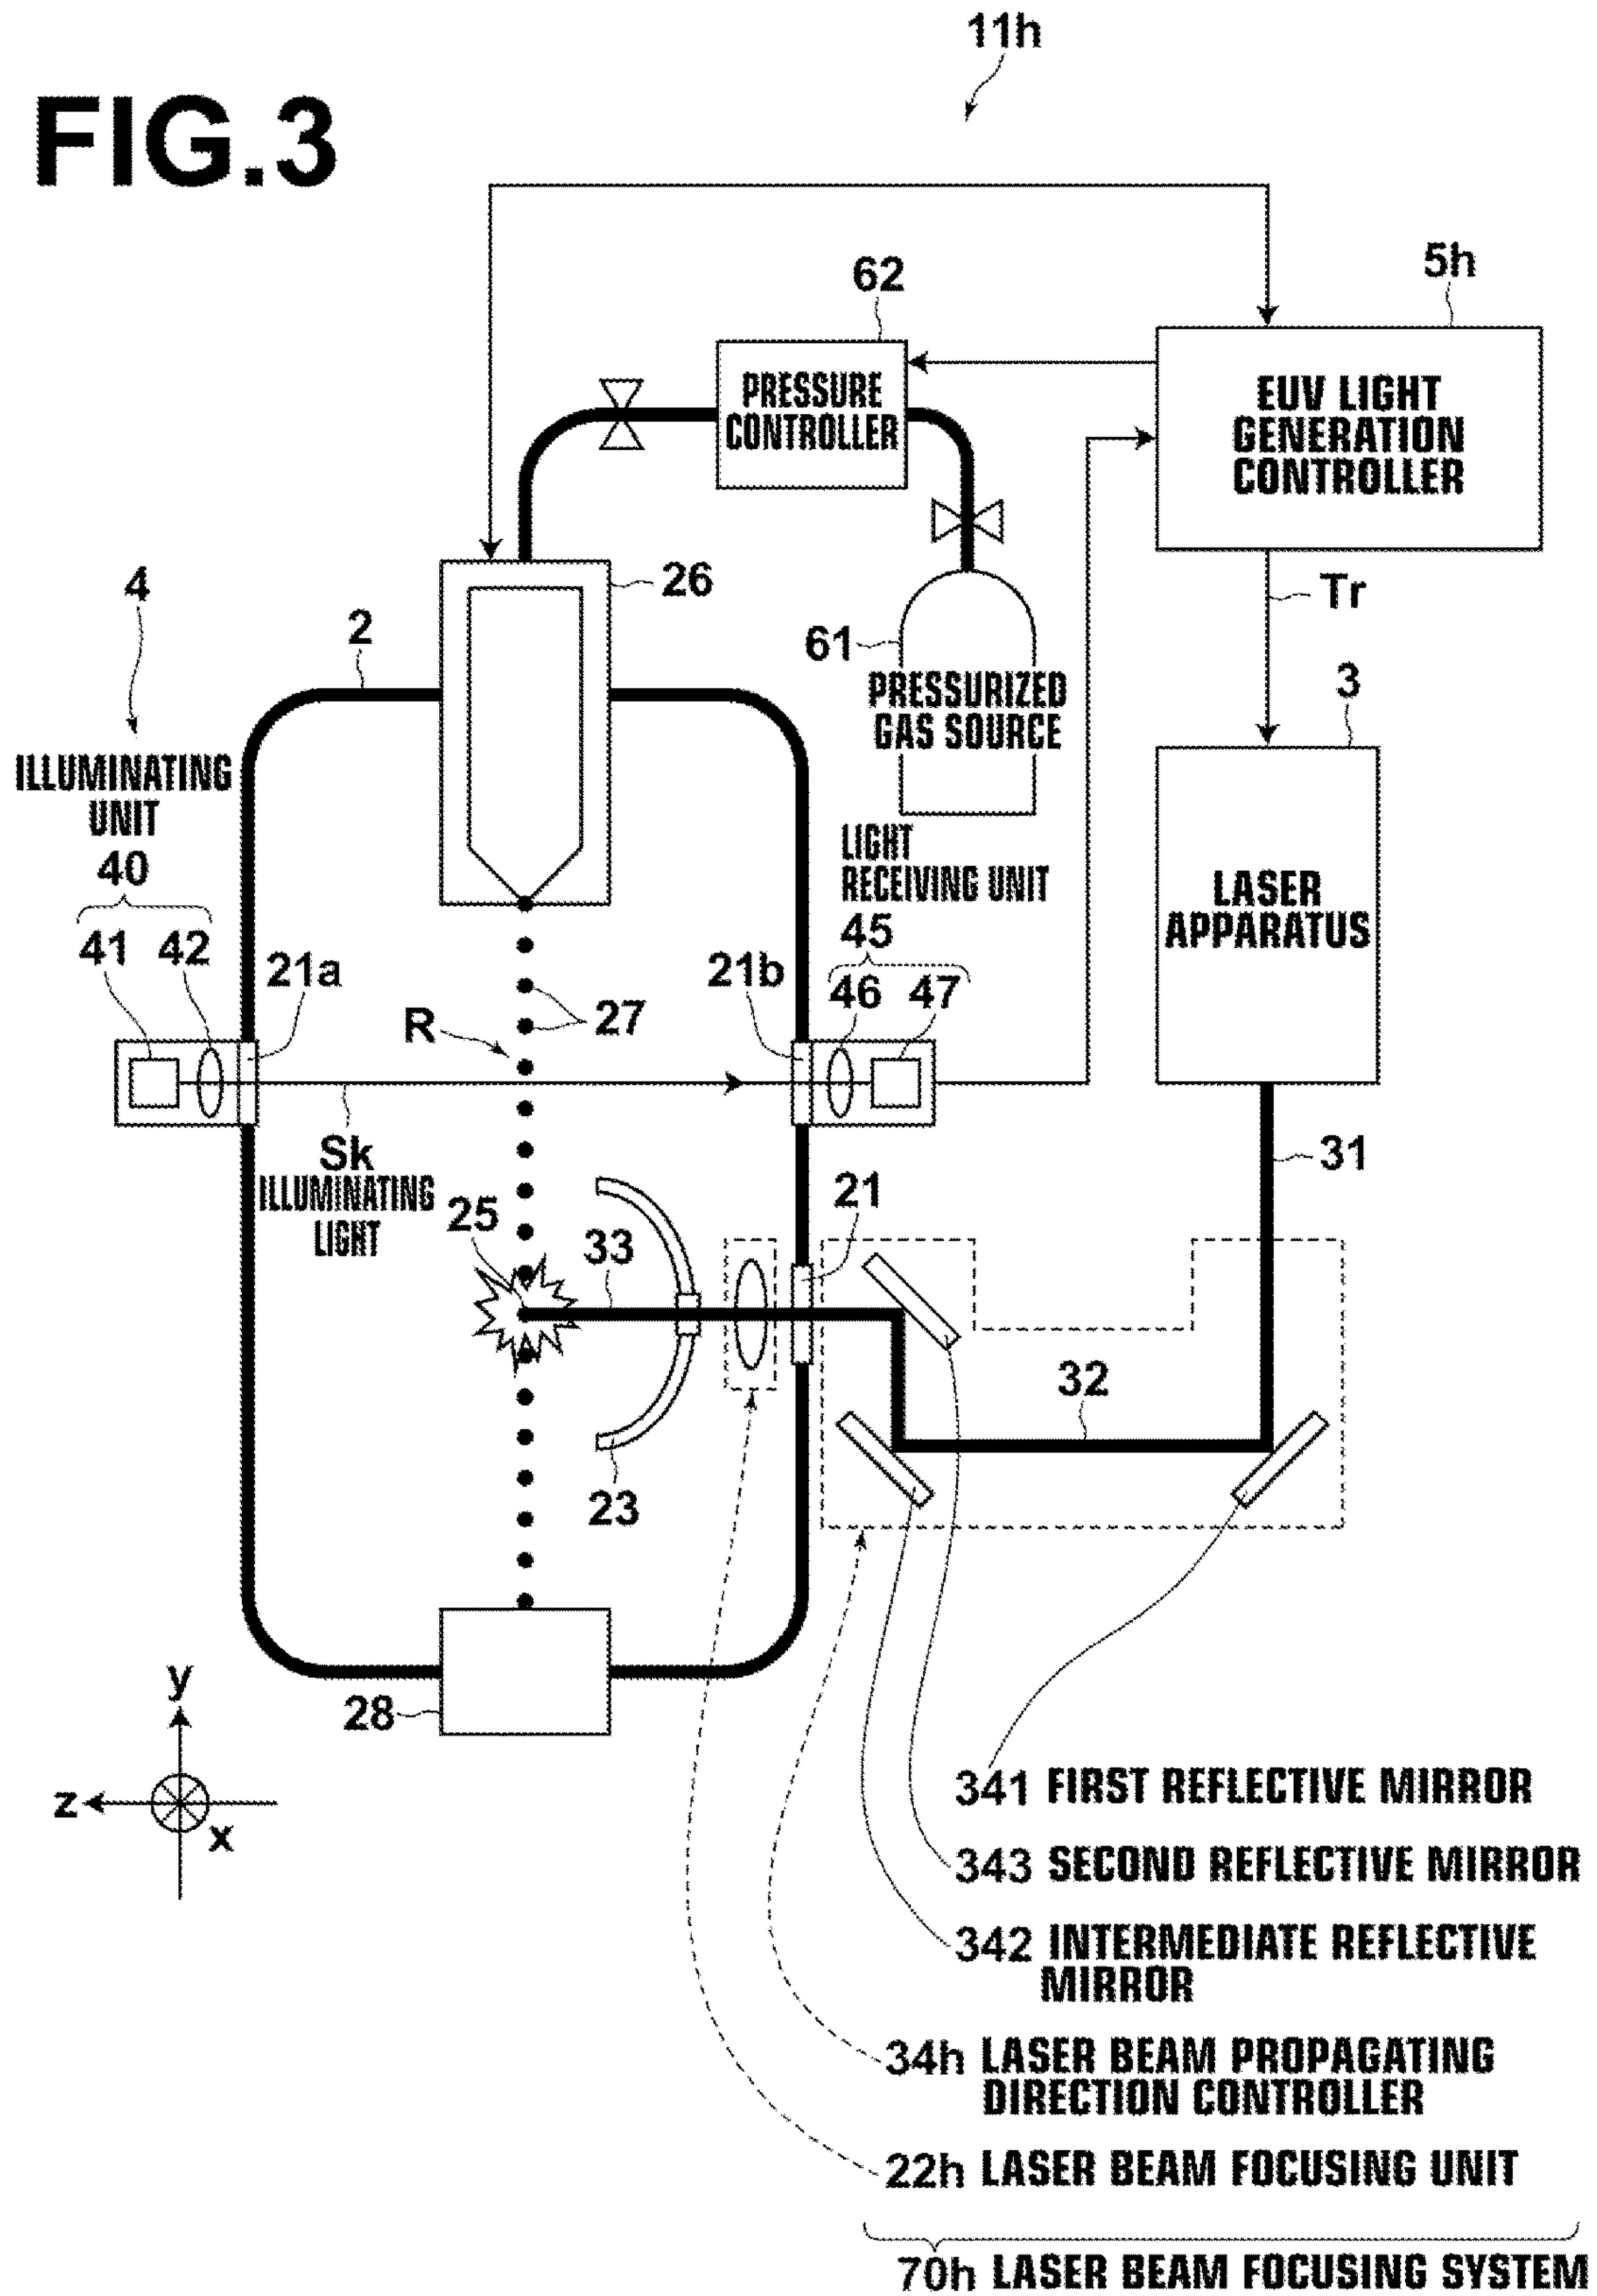 11h
FIG.3
5h
62
PRESSURE
CONTROLLER
EUV LIGHT
GENERATION
CONTROLLER
26
Tr
4
2
61
PRESSURIZED
GAS SOURCE
3
ILLUMINATING
UNIT
40
41 42
21a
LIGHT
RECEIVING UNIT
45
21b
46 47
LASER
APPARATUS
R
27
Sk
ILLUMINATING
LIGHT
31
21
25
33
32
23
28
y
z
x
341 FIRST REFLECTIVE MIRROR
343 SECOND REFLECTIVE MIRROR
342 INTERMEDIATE REFLECTIVE
MIRROR
34h LASER BEAM PROPAGATING
DIRECTION CONTROLLER
22h LASER BEAM FOCUSING UNIT
70h LASER BEAM FOCUSING SYSTEM